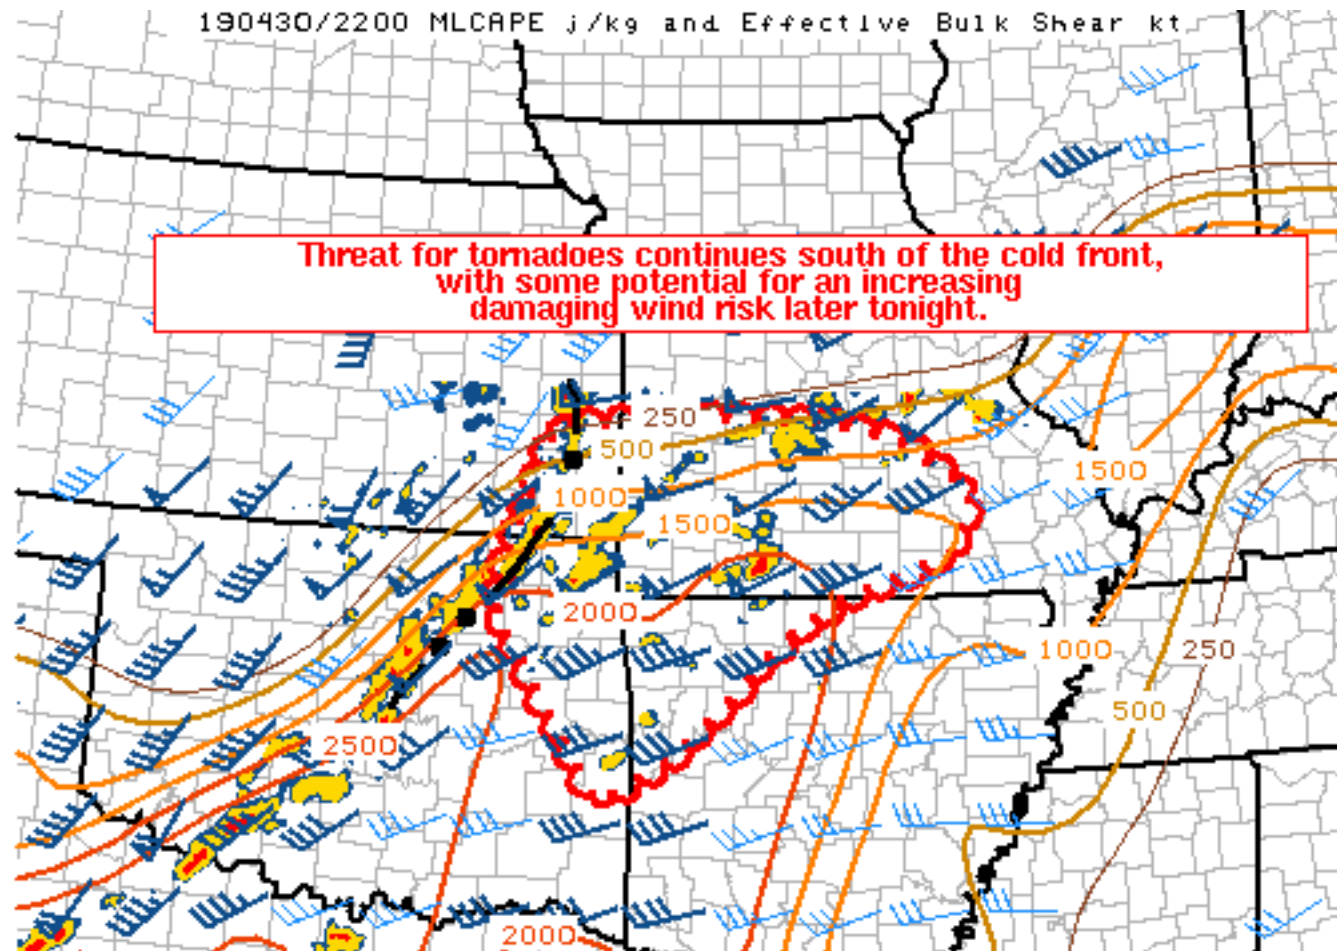 190430/2200 MLCAPE j/kg and Effective Bulk Shear kt
Threat for tornadoes continues south of the cold front,
with some potential for an increasing
damaging wind risk later tonight.
250
500
1500
1000
1500
2000
1000
250
500
2500
2000